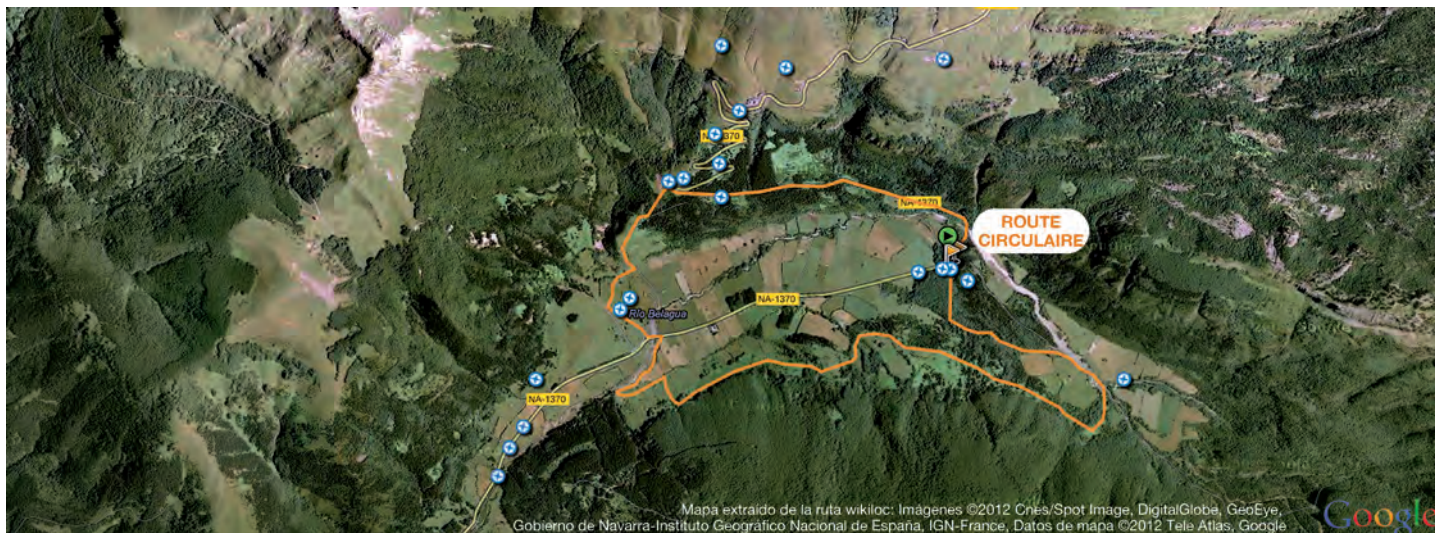 NA-1370
NA-1370
ROUTE
CIRCULAIRE
NA-1370
Río Belagua
NA-1370
Mapa extraído de la ruta wikiloc: Imágenes ©2012 Cnes/Spot Image, DigitalGlobe, GeoEye,
Gobierno de Navarra-Instituto Geográfico Nacional de España, IGN-France, Datos de mapa ©2012 Tele Atlas, Google
Google